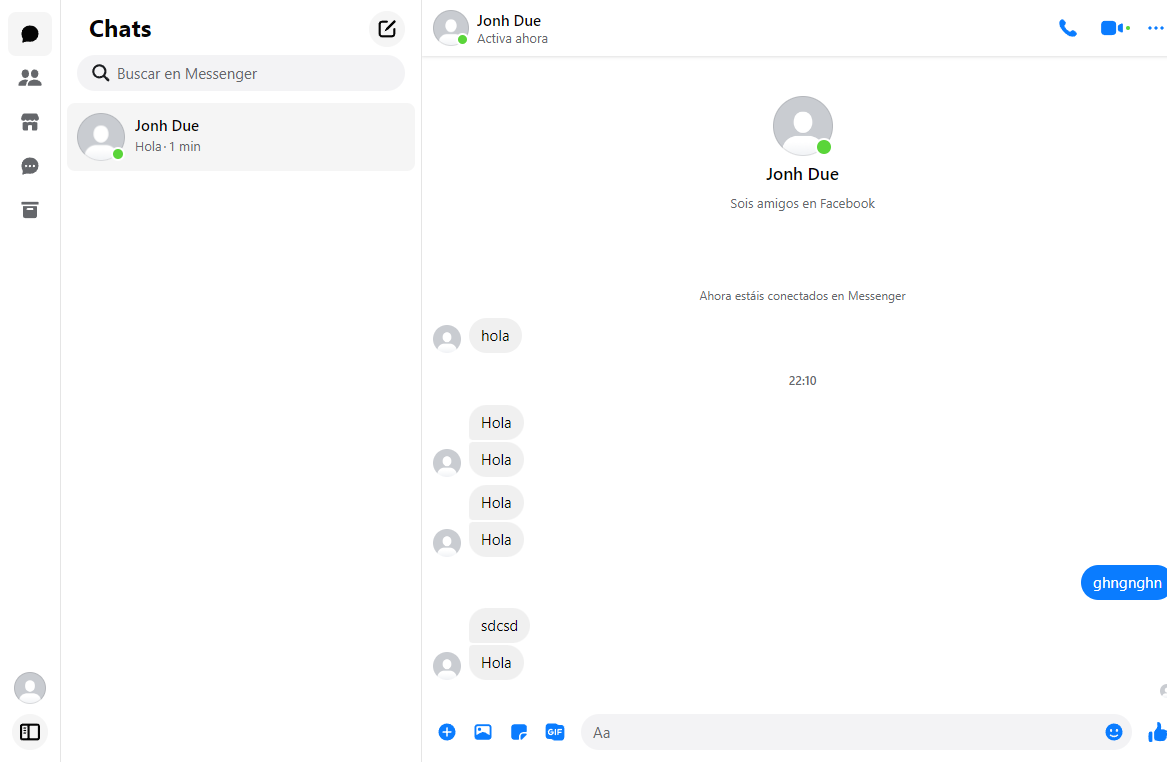 Chats
Buscar en Messenger
Jonh Due
Hola · 1 min
Jonh Due
Activa ahora
Jonh Due
Sois amigos en Facebook
Ahora estáis conectados en Messenger
hola
22:10
Hola
Hola
Hola
Hola
ghngnghn
sdcsd
Hola
GIF
Aa